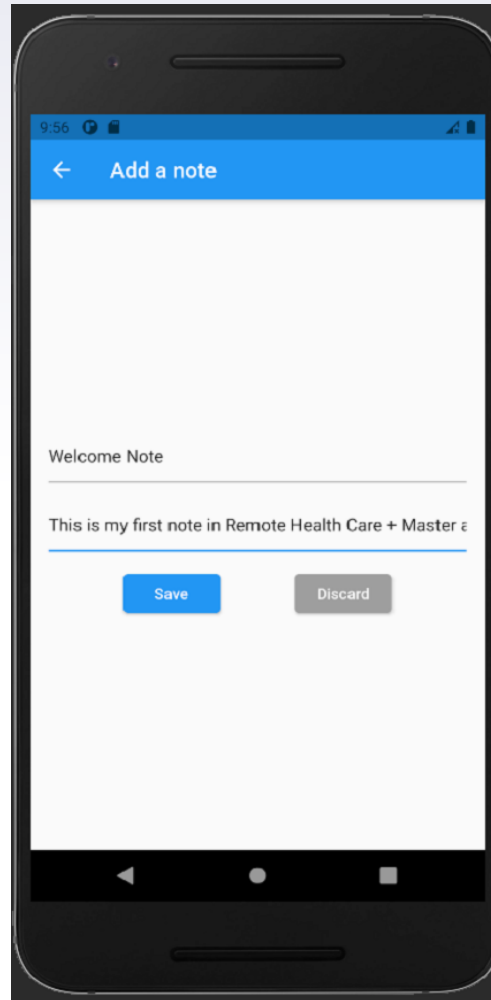 9:56
Add a note
Welcome Note
This is my first note in Remote Health Care + Master a
Save
Discard